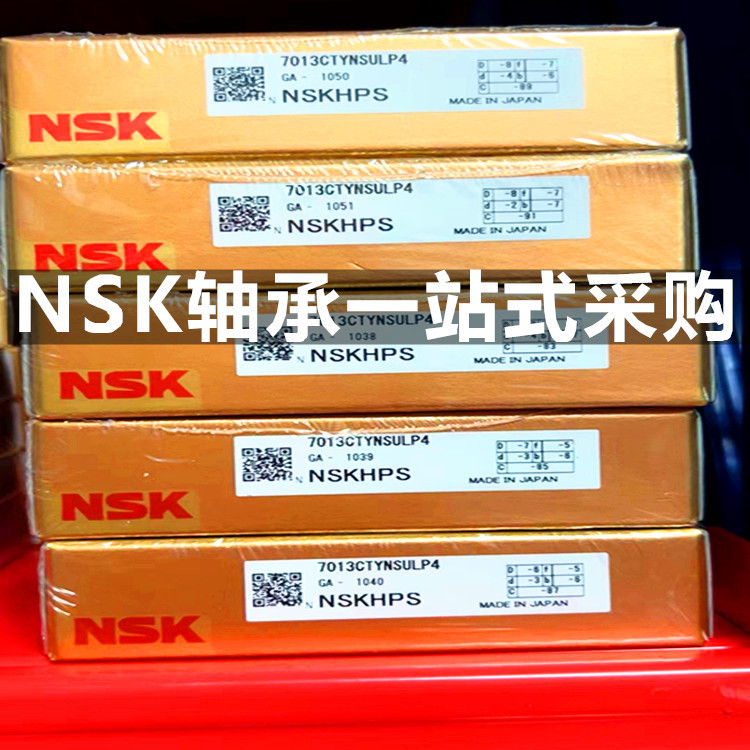 7013CTYNSULP4
GA - 1050
N NSKHPS
MADE IN JAPAN
D -8 f -7
d -4 b -6
C -89
NSK
7013CTYNSULP4
GA - 1051
N NSKHPS
MADE IN JAPAN
D -8 f -7
d -2 b -7
C -91
NSK
NSK轴承一站式采购
7013CTYNSULP4
GA - 1038
NSKHPS
MADE IN JAPAN
C -83
NSK
7013CTYNSULP4
GA - 1039
N NSKHPS
MADE IN JAPAN
D -7 f -5
d -3 b -6
C -85
NSK
7013CTYNSULP4
GA - 1040
N NSKHPS
MADE IN JAPAN
D -6 f -5
d -3 b -6
C -87
NSK